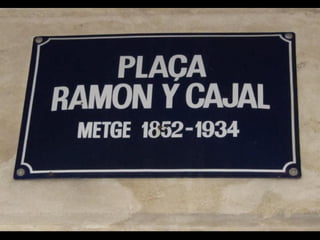 PLAÇA
RAMON Y CAJAL
METGE 1852-1934